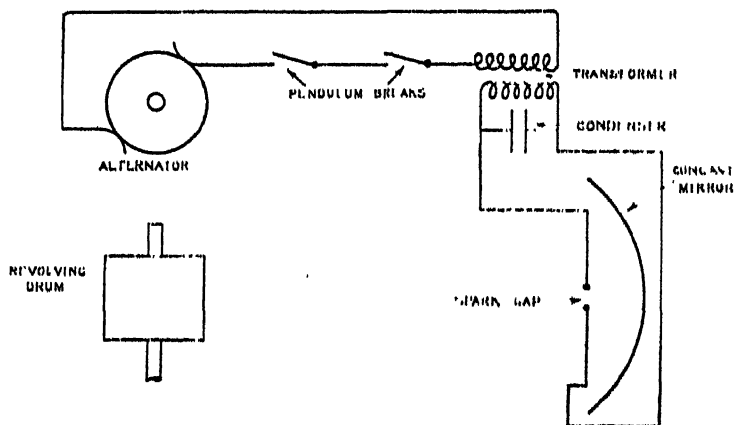 TRANSFORMER
PENDULUM BREAKS
CONDENSER
ALTERNATOR
CONCAVE
MIRROR
REVOLVING
DRUM
SPARK GAP